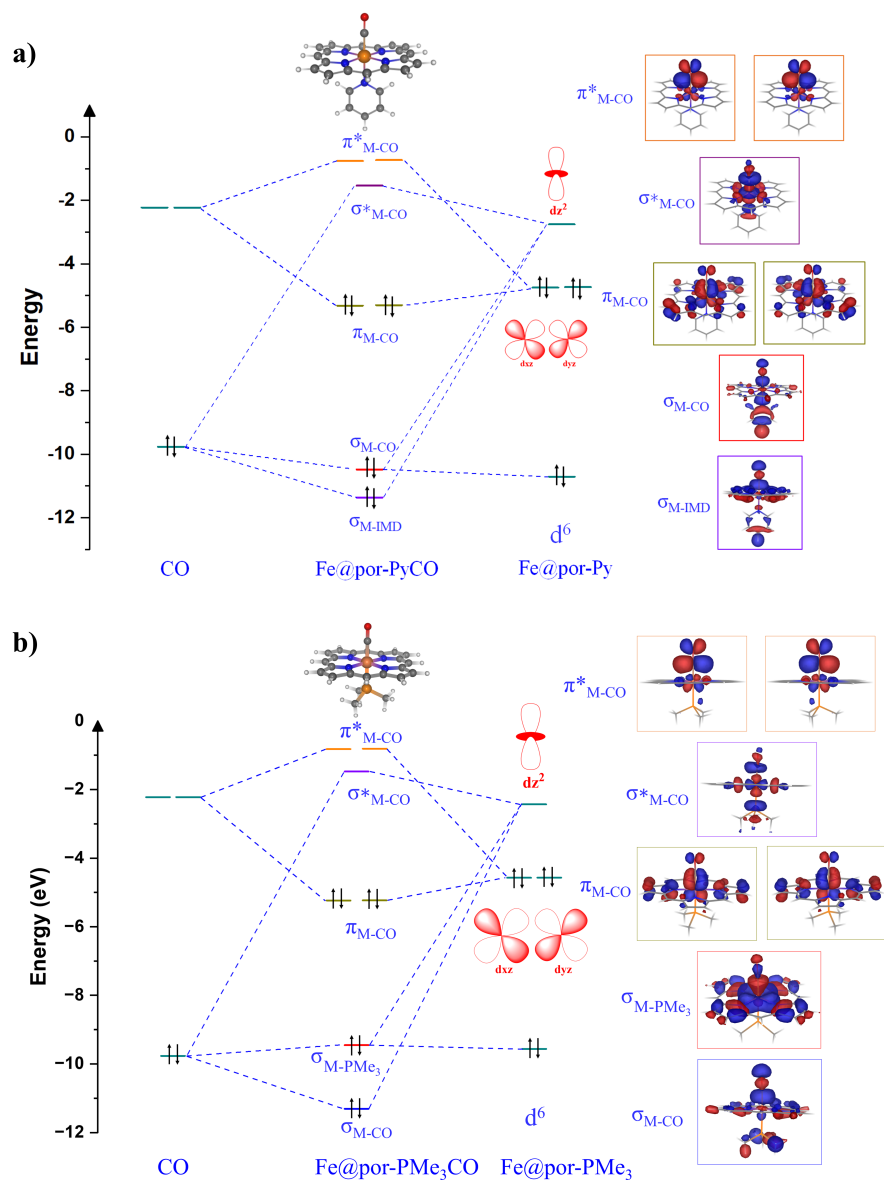 a)
π*M-CO
π*M-CO
0
dz²
σ*M-CO
-2
σ*M-CO
-4
πM-CO
πM-CO
-6
dxz dyz
Energy
-8
σM-CO
σM-CO
-10
σM-IMD
σM-IMD
-12
d⁶
CO Fe@por-PyCO Fe@por-Py
b)
π*M-CO
0
π*M-CO
dz²
σ*M-CO
σ*M-CO
−2
−4
πM-CO
πM-CO
−6
dxz dyz
Energy (eV)
−8
σM-PMe₃
σM-PMe₃
−10
σM-CO
σM-CO
d⁶
−12
CO Fe@por-PMe₃CO Fe@por-PMe₃